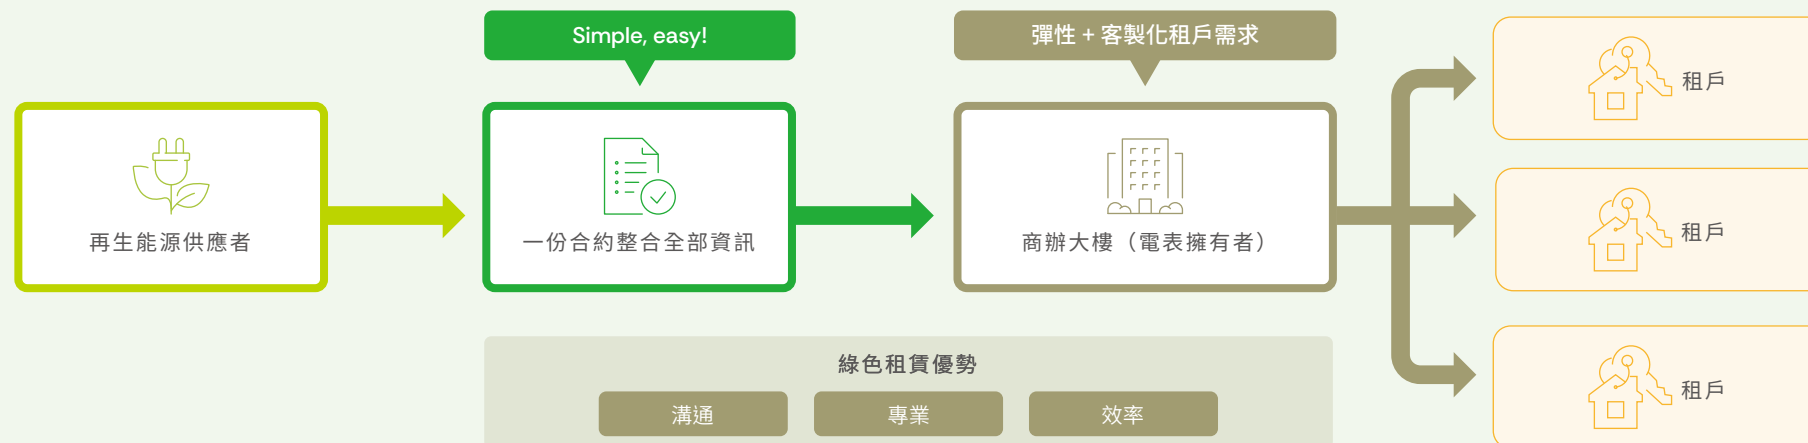 Simple, easy!
彈性 + 客製化租戶需求
再生能源供應者
一份合約整合全部資訊
商辦大樓（電表擁有者）
租戶
租戶
租戶
綠色租賃優勢
溝通
專業
效率